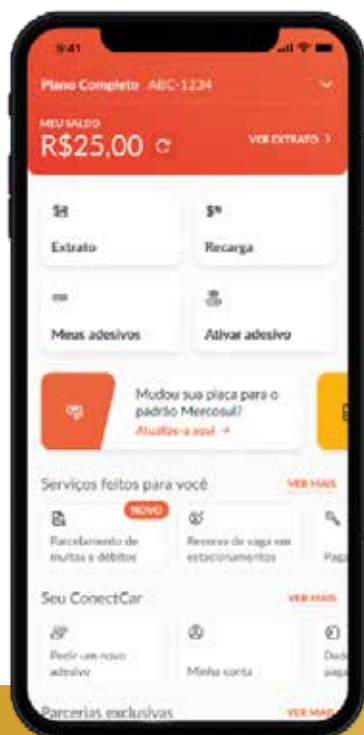 9:41
Plano Completo ABC-1234
MEU SALDO
R$25,00
VER EXTRATO >
Extrato
Recarga
Meus adesivos
Ativar adesivo
Mudou sua placa para o
padrão Mercosul?
Atualize-a aqui →
Serviços feitos para você
VER MAIS
NOVO
Parcelamento de
multas e débitos
Reserva de vaga em
estacionamentos
Seu ConectCar
VER MAIS
Pedir um novo
adesivo
Minha conta
Parcerias exclusivas
VER MAIS